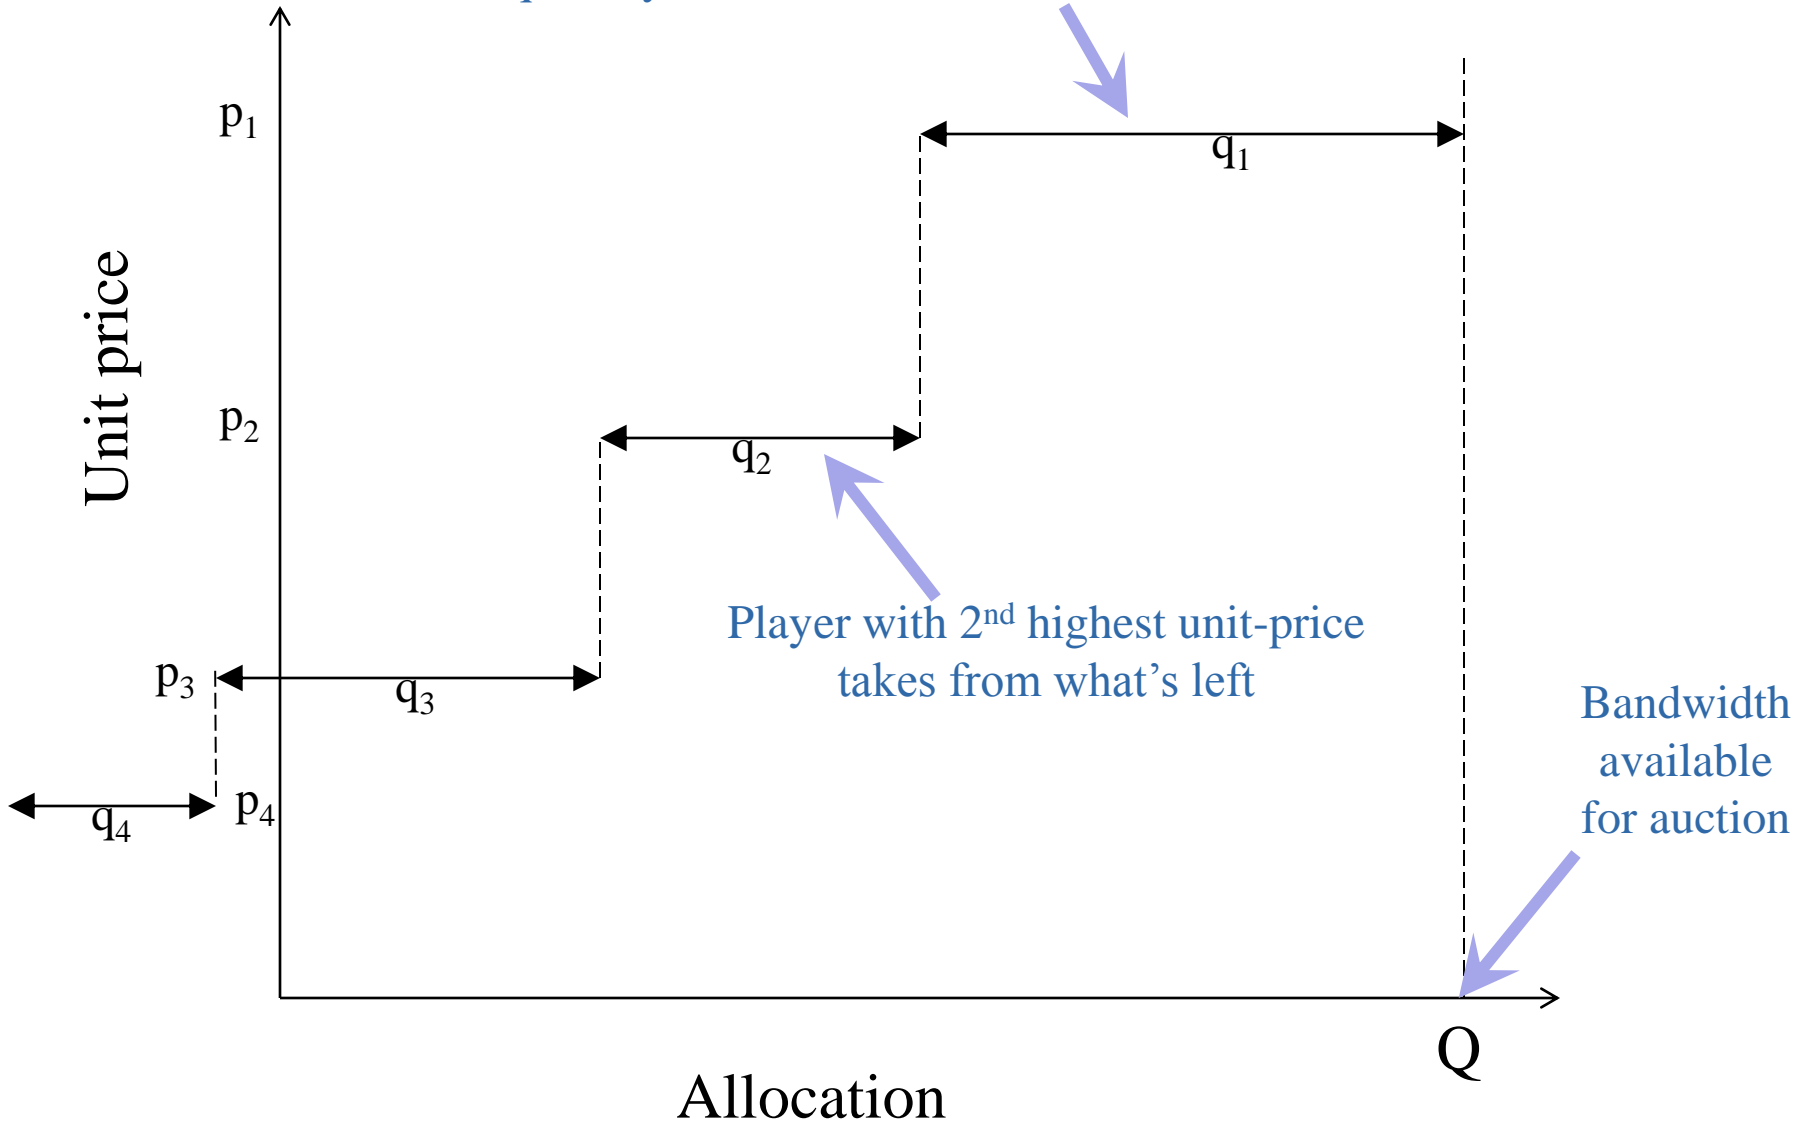 p₁
q₁
Unit price
p₂
q₂
Player with 2ⁿᵈ highest unit-price
takes from what’s left
p₃
q₃
Bandwidth
available
for auction
q₄
p₄
Q
Allocation